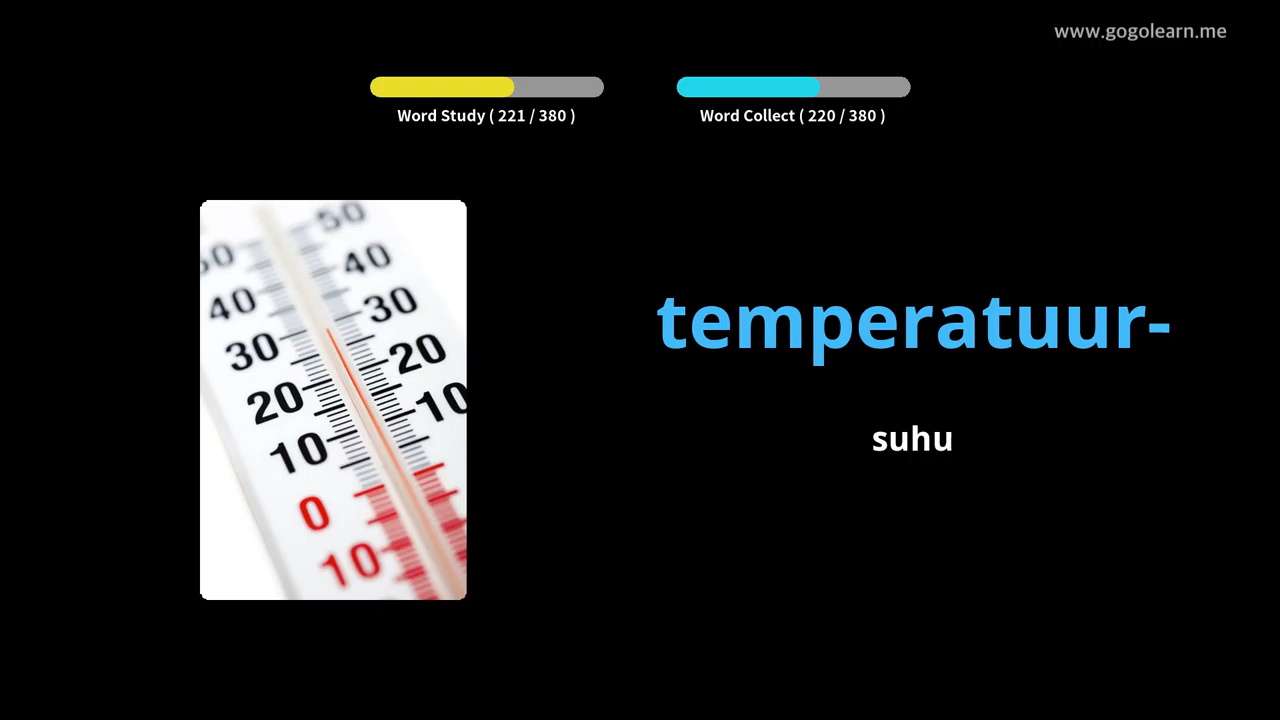 www.gogolearn.me
Word Study ( 221 / 380 )
Word Collect ( 220 / 380 )
50
50
40
40
30
30
20
20
10
10
0
10
temperatuur-
suhu